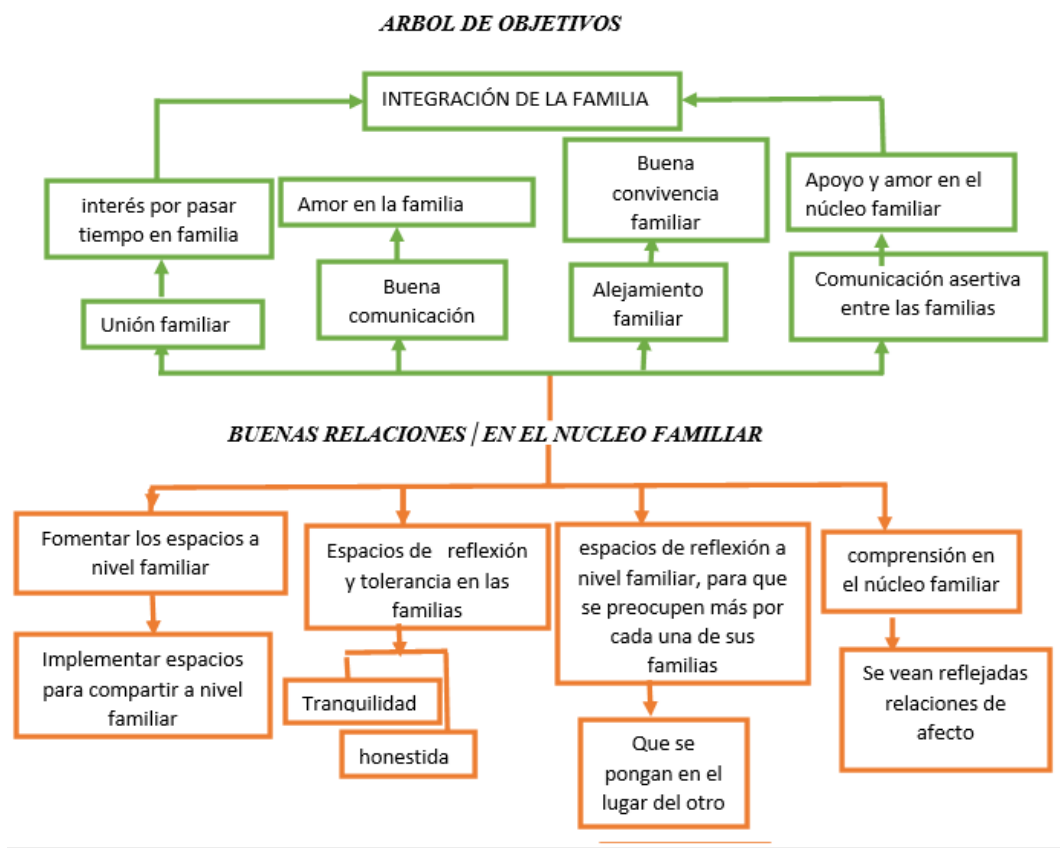 ARBOL DE OBJETIVOS
INTEGRACIÓN DE LA FAMILIA
interés por pasar
tiempo en familia
Amor en la familia
Buena
convivencia
familiar
Apoyo y amor en el
núcleo familiar
Unión familiar
Buena
comunicación
Alejamiento
familiar
Comunicación asertiva
entre las familias
BUENAS RELACIONES / EN EL NUCLEO FAMILIAR
Fomentar los espacios a
nivel familiar
Espacios de reflexión
y tolerancia en las
familias
espacios de reflexión a
nivel familiar, para que
se preocupen más por
cada una de sus
familias
comprensión en
el núcleo familiar
Implementar espacios
para compartir a nivel
familiar
Tranquilidad
honestida
Que se
pongan en el
lugar del otro
Se vean reflejadas
relaciones de
afecto